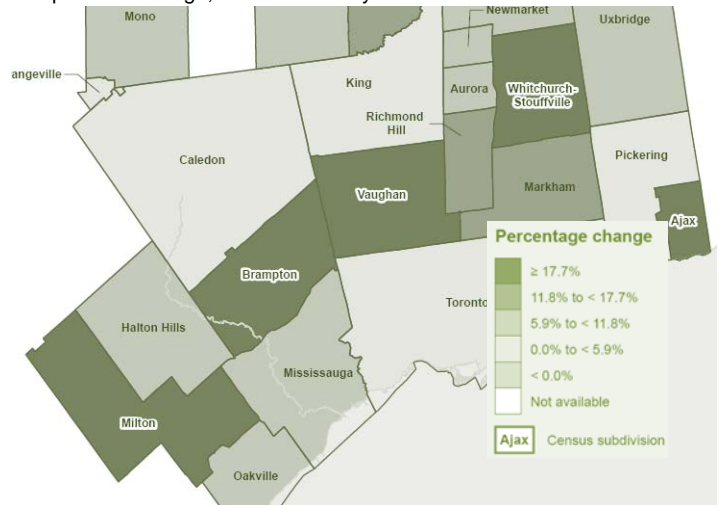 Mono
Newmarket
Uxbridge
angeville
King
Aurora
Whitchurch-
Stouffville
Richmond
Hill
Caledon
Pickering
Vaughan
Markham
Ajax
Brampton
Toronto
Halton Hills
Mississauga
Milton
Oakville
Percentage change
≥ 17.7%
11.8% to < 17.7%
5.9% to < 11.8%
0.0% to < 5.9%
< 0.0%
Not available
Ajax Census subdivision